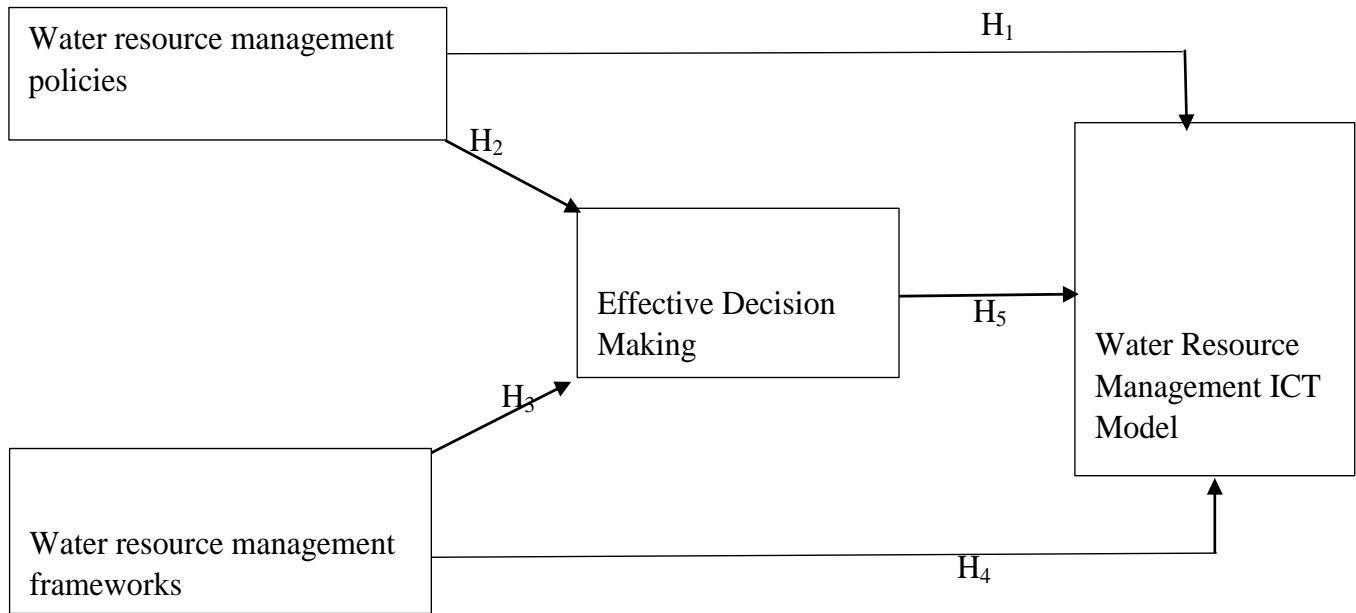 Water resource management
policies
H₁
H₂
Effective Decision
Making
H₅
Water Resource
Management ICT
Model
H₃
Water resource management
frameworks
H₄